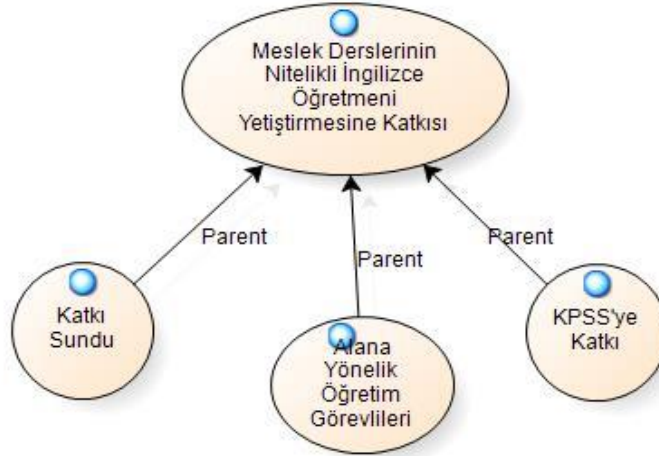 Meslek Derslerinin
Nitelikli İngilizce
Öğretmeni
Yetiştirmesine Katkısı
Parent
Parent
Parent
Katkı
Sundu
Alana
Yönelik
Öğretim
Görevlileri
KPSS'ye
Katkı